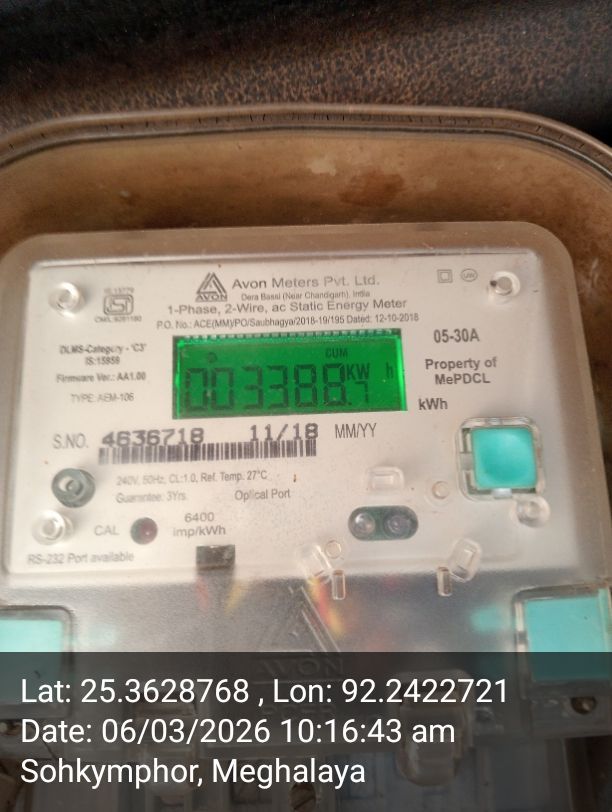 IS:13779
CM/L 9261180
AVON
Avon Meters Pvt. Ltd.
Dera Bassi (Near Chandigarh), India
1-Phase, 2-Wire, ac Static Energy Meter
P.O. No.: ACE(MM)/PO/Saubhagya/2018-19/195 Dated: 12-10-2018
DLMS-Category - 'C3'
IS:15959
Firmware Ver.: AA1.00
TYPE: AEM-106
CUM
003388.7 KW h
05-30A
Property of
MePDCL
kWh
S.NO. 4636718 11/18 MM/YY
240V, 50Hz, CL:1.0, Ref. Temp. 27°C
Guarantee: 3Yrs. Optical Port
CAL
6400
imp/kWh
RS-232 Port available
AVON
Lat: 25.3628768 , Lon: 92.2422721
Date: 06/03/2026 10:16:43 am
Sohkymphor, Meghalaya